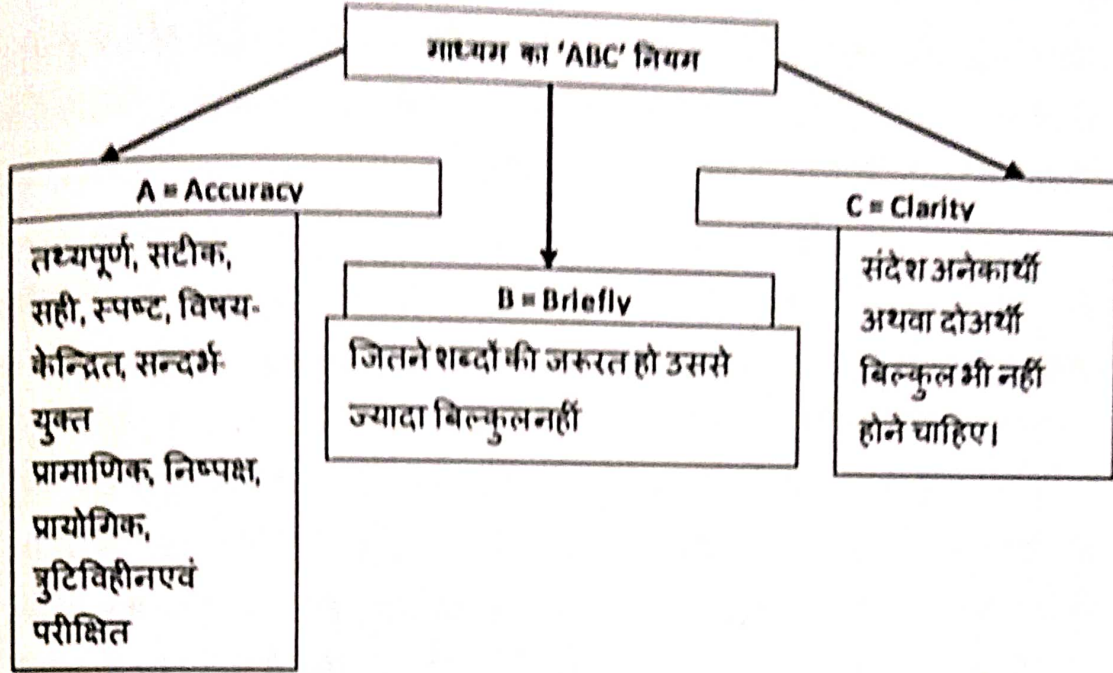 माध्यम का 'ABC' नियम
A = Accuracy
तथ्यपूर्ण, सटीक,
सही, स्पष्ट, विषय-
केन्द्रित, सन्दर्भ-
युक्त
प्रामाणिक, निष्पक्ष,
प्रायोगिक,
त्रुटिविहीनएवं
परीक्षित
B = Briefly
जितने शब्दों की जरुरत हो उससे
ज्यादा बिल्कुलनहीं
C = Clarity
संदेश अनेकार्थी
अथवा दोअर्थी
बिल्कुल भी नहीं
होने चाहिए।